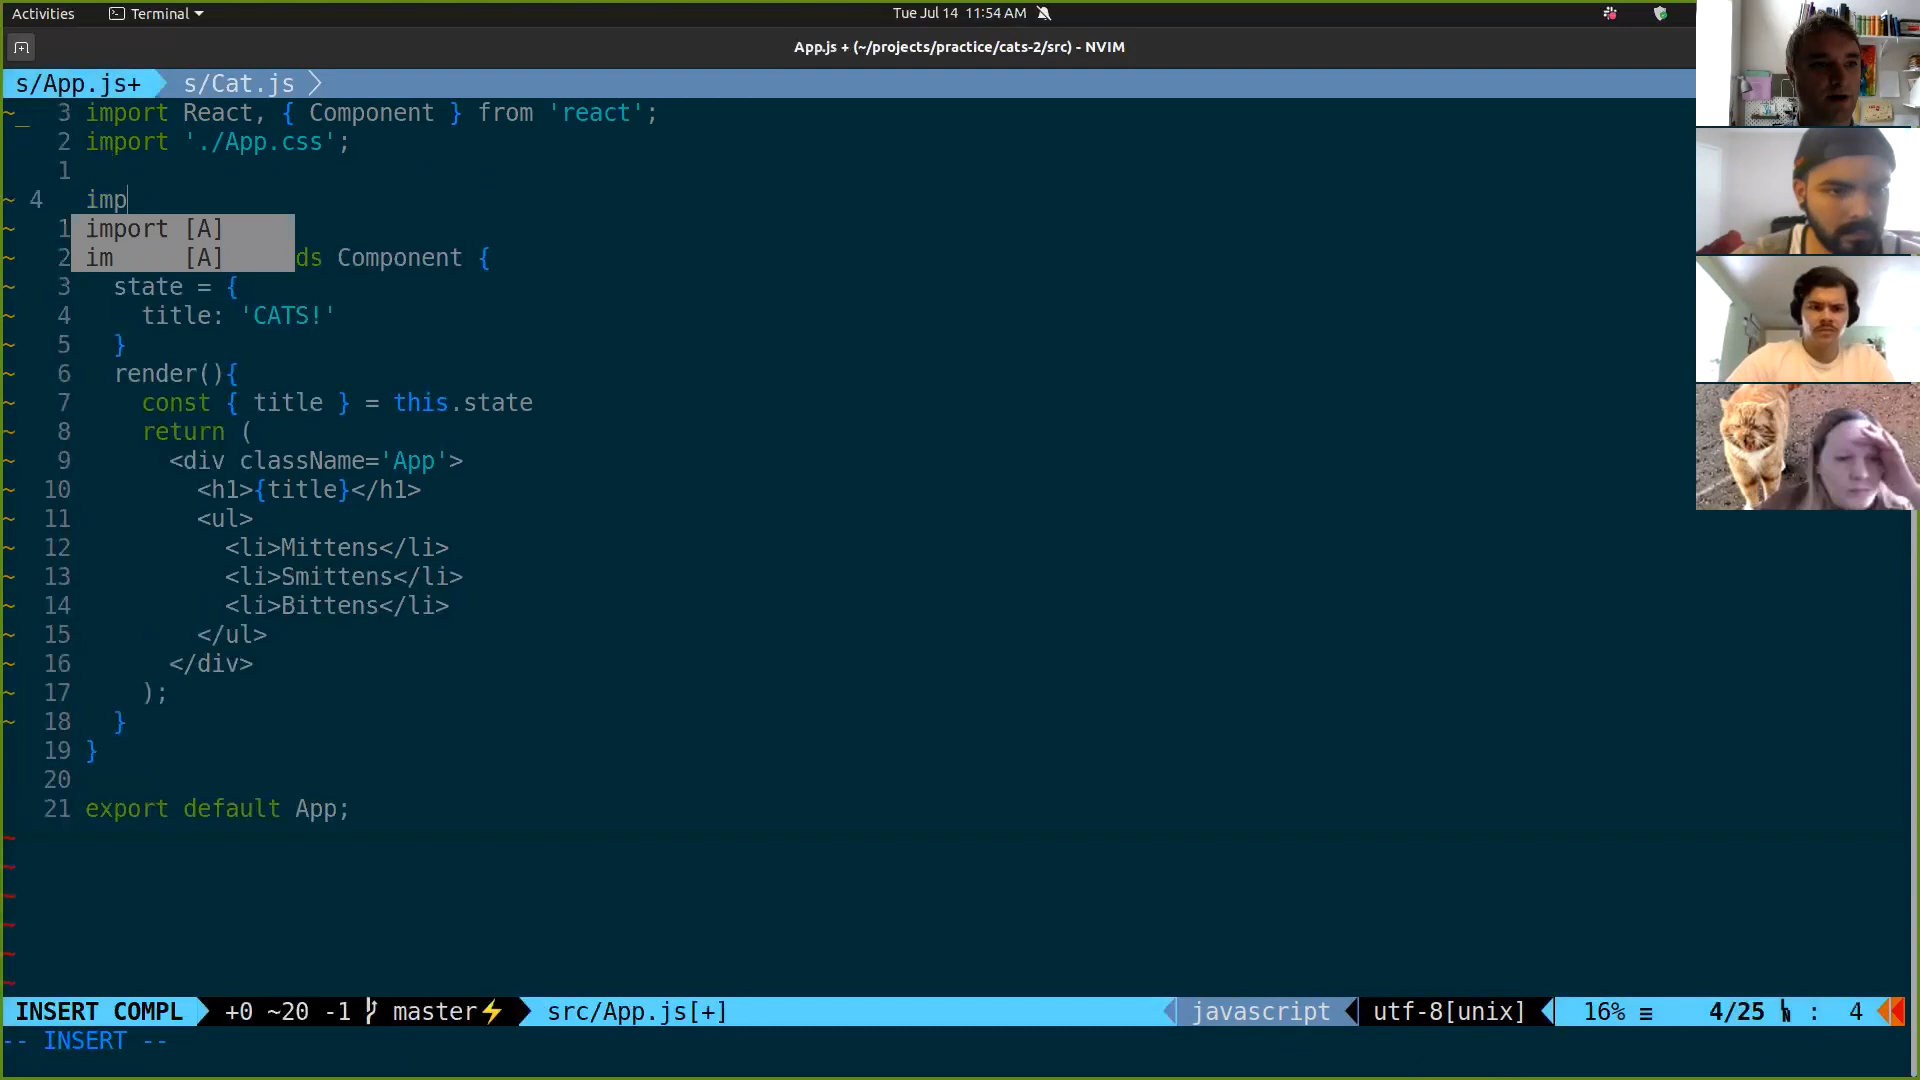 Activities Terminal Tue Jul 14 11:54 AM
App.js + (~/projects/practice/cats-2/src) - NVIM
s/App.js+ s/Cat.js
~ 3 import React, { Component } from 'react';
2 import './App.css';
1
~ 4 imp
~ 1 import [A]
~ 2 im [A] ds Component {
~ 3 state = {
~ 4 title: 'CATS!'
~ 5 }
~ 6 render(){
~ 7 const { title } = this.state
~ 8 return (
~ 9 <div className='App'>
~ 10 <h1>{title}</h1>
~ 11 <ul>
~ 12 <li>Mittens</li>
~ 13 <li>Smittens</li>
~ 14 <li>Bittens</li>
~ 15 </ul>
~ 16 </div>
~ 17 );
~ 18 }
19 }
20
21 export default App;
~
~
~
~
~
~
INSERT COMPL +0 ~20 -1 master⚡ src/App.js[+] javascript utf-8[unix] 16% ≡ 4/25 : 4
-- INSERT --